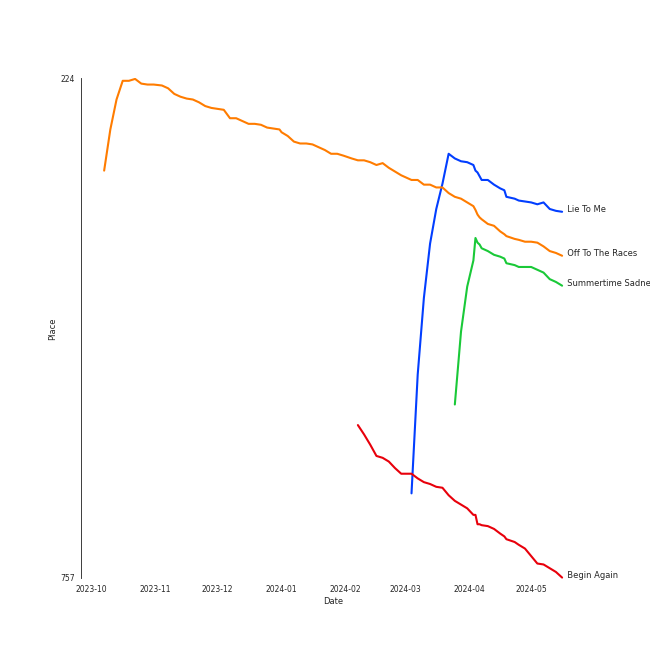 224
Place
757
2023-10 2023-11 2023-12 2024-01 2024-02 2024-03 2024-04 2024-05
Date
Lie To Me
Off To The Races
Summertime Sadne
Begin Again